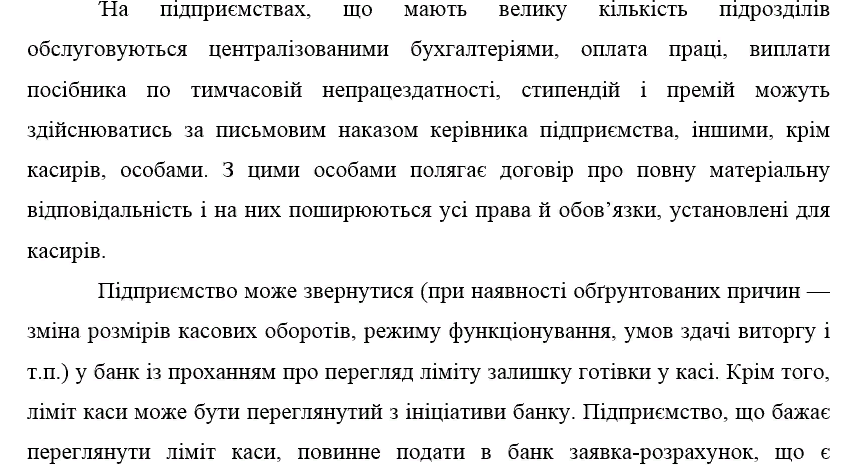 На підприємствах, що мають велику кількість підрозділів
обслуговуються централізованими бухгалтеріями, оплата праці, виплати
посібника по тимчасовій непрацездатності, стипендій і премій можуть
здійснюватись за письмовим наказом керівника підприємства, іншими, крім
касирів, особами. З цими особами полягає договір про повну матеріальну
відповідальність і на них поширюються усі права й обов’язки, установлені для
касирів.
Підприємство може звернутися (при наявності обґрунтованих причин —
зміна розмірів касових оборотів, режиму функціонування, умов здачі виторгу і
т.п.) у банк із проханням про перегляд ліміту залишку готівки у касі. Крім того,
ліміт каси може бути переглянутий з ініціативи банку. Підприємство, що бажає
переглянути ліміт каси, повинне подати в банк заявка-розрахунок, що є